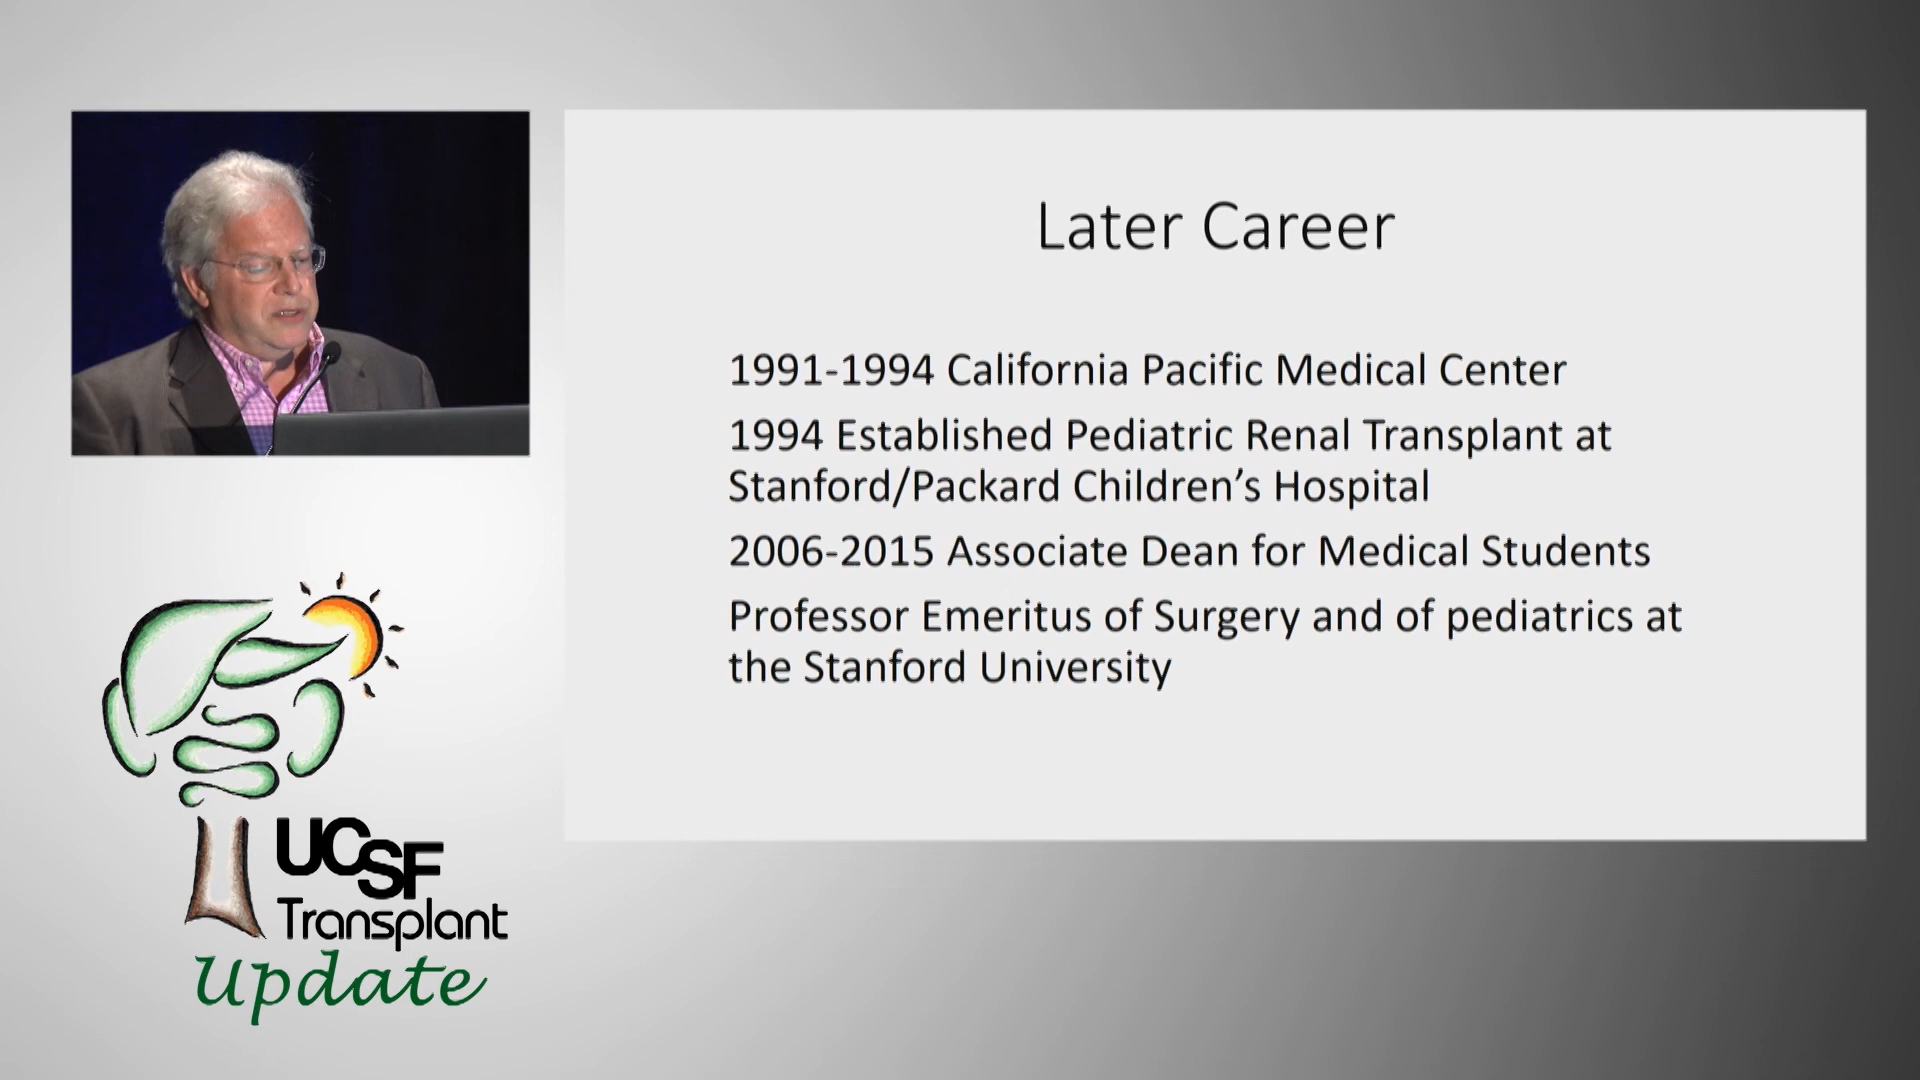 Later Career
1991-1994 California Pacific Medical Center
1994 Established Pediatric Renal Transplant at
Stanford/Packard Children’s Hospital
2006-2015 Associate Dean for Medical Students
Professor Emeritus of Surgery and of pediatrics at
the Stanford University
UCSF
Transplant
Update